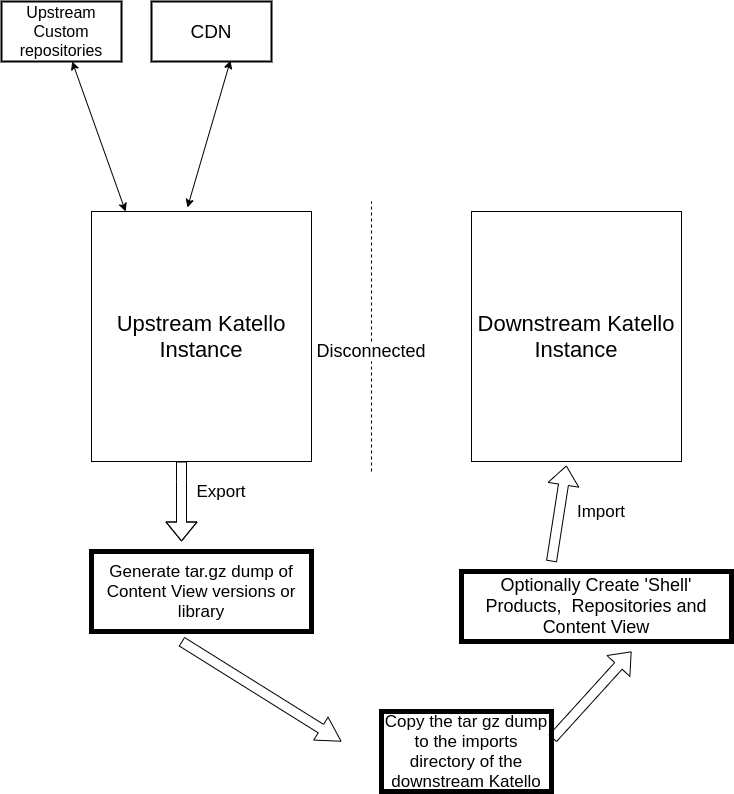 Upstream
Custom
repositories
CDN
Upstream Katello
Instance
Disconnected
Downstream Katello
Instance
Export
Import
Generate tar.gz dump of
Content View versions or
library
Optionally Create 'Shell'
Products,  Repositories and
Content View
Copy the tar gz dump
to the imports
directory of the
downstream Katello